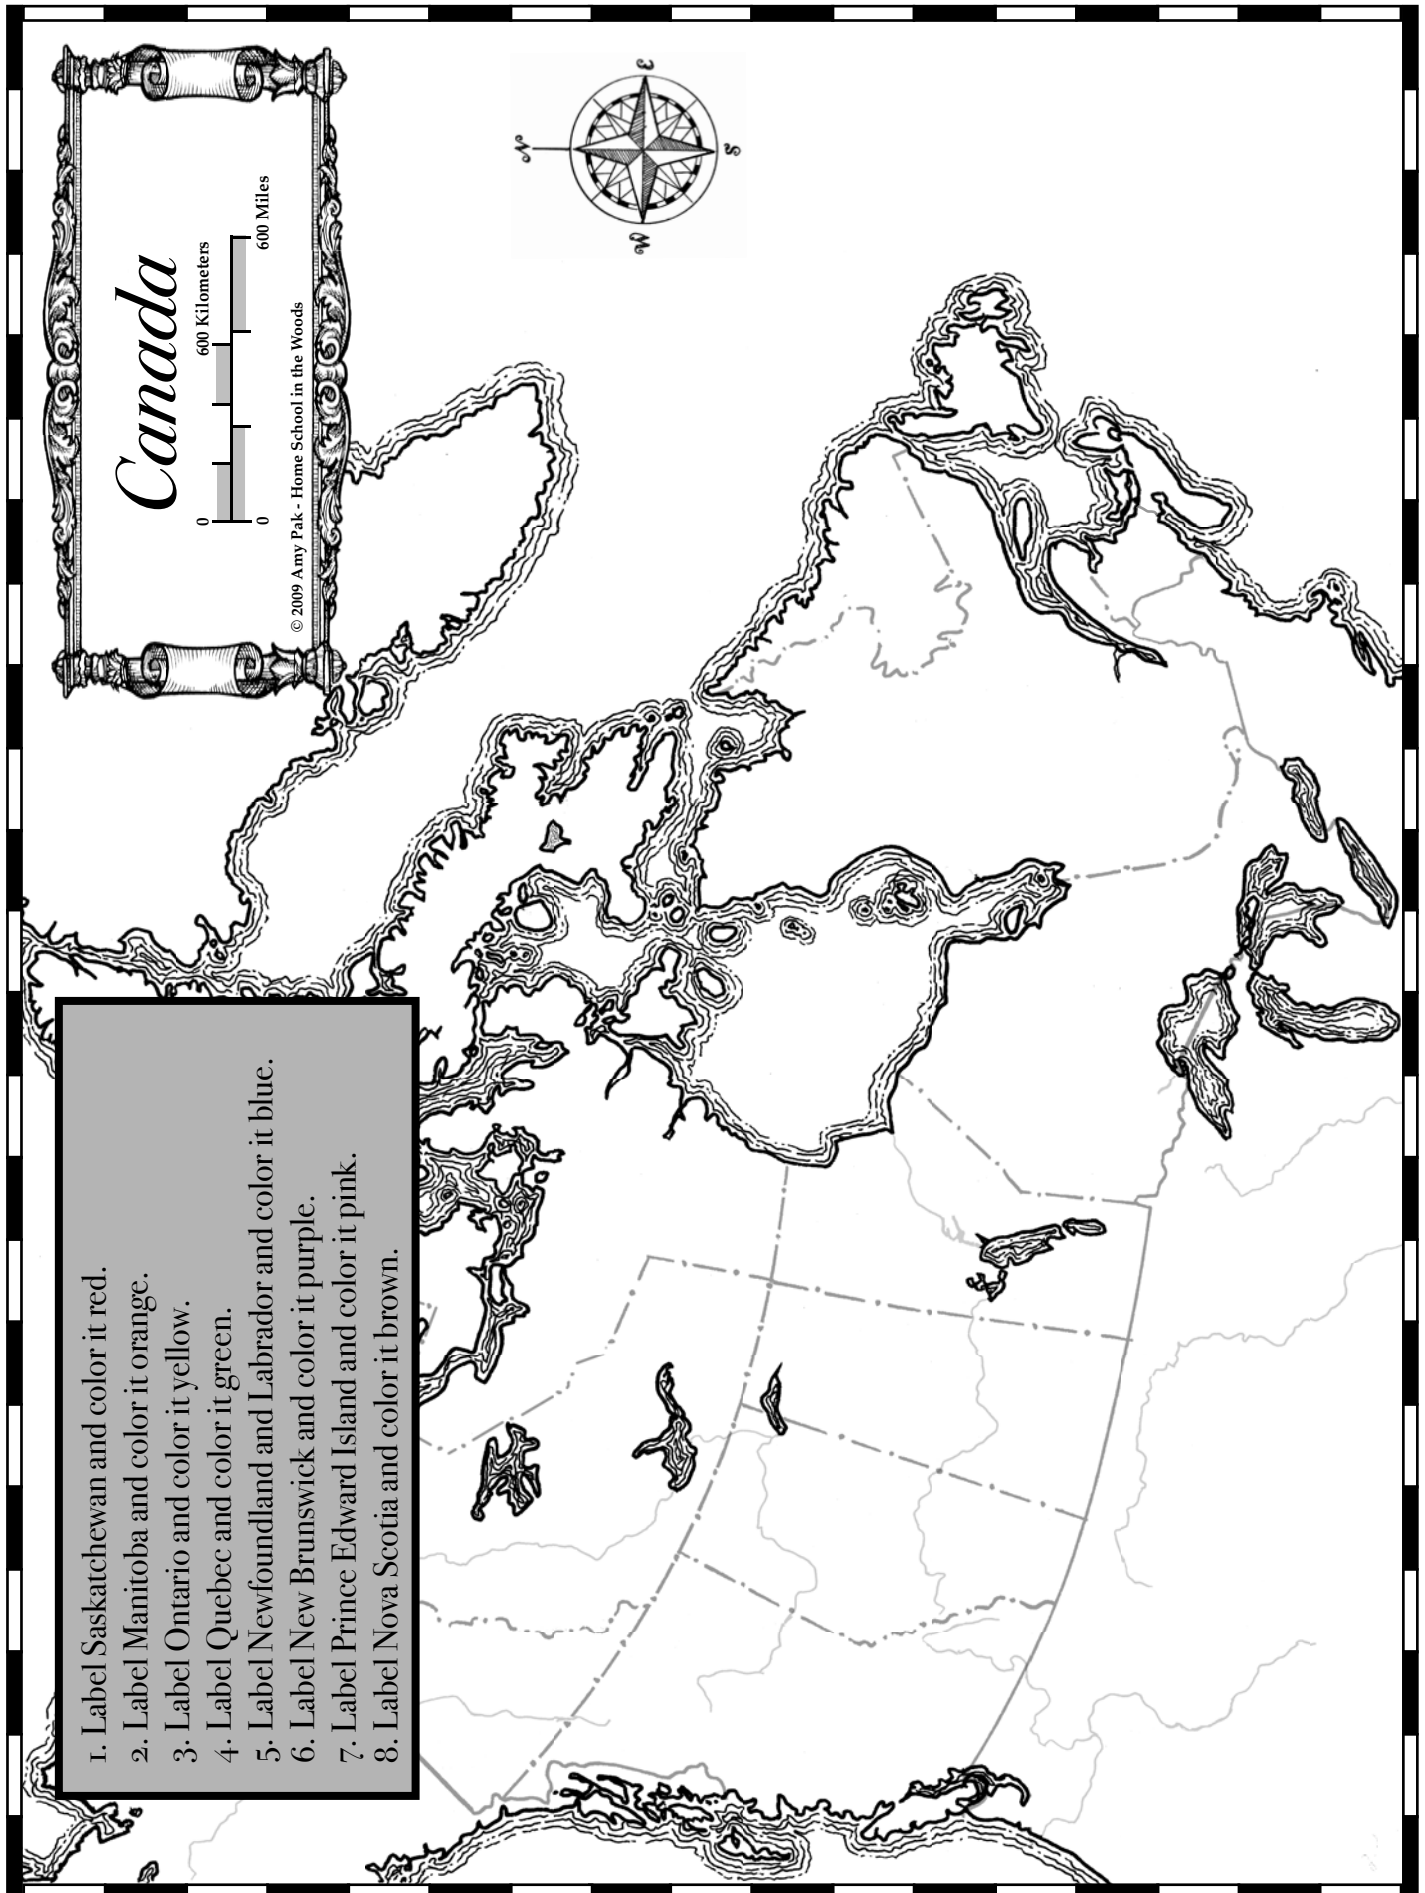 1. Label Saskatchewan and color it red.
2. Label Manitoba and color it orange.
3. Label Ontario and color it yellow.
4. Label Quebec and color it green.
5. Label Newfoundland and Labrador and color it blue.
6. Label New Brunswick and color it purple.
7. Label Prince Edward Island and color it pink.
8. Label Nova Scotia and color it brown.
Canada
0 600 Kilometers
0 600 Miles
© 2009 Amy Pak - Home School in the Woods
N
W E
S